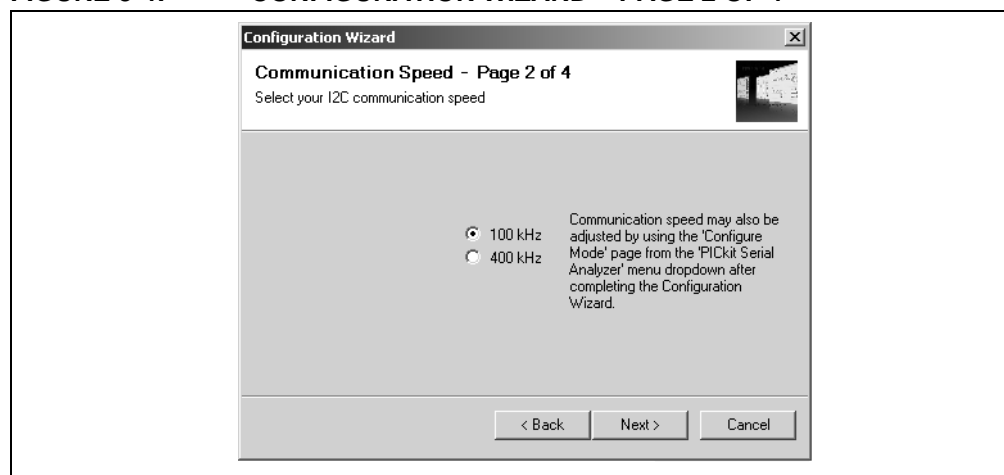 Configuration Wizard
Communication Speed - Page 2 of 4
Select your I2C communication speed
100 kHz
400 kHz
Communication speed may also be
adjusted by using the 'Configure
Mode' page from the 'PICkit Serial
Analyzer' menu dropdown after
completing the Configuration
Wizard.
< Back
Next >
Cancel